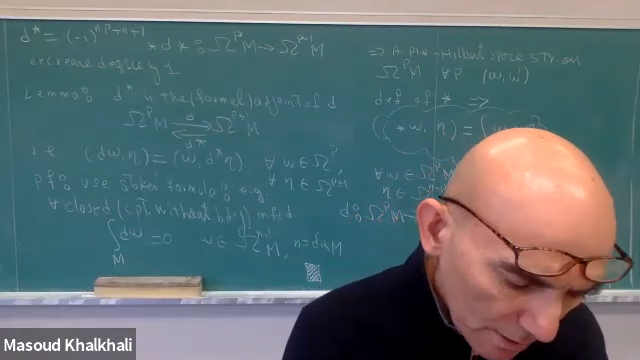 d* = (-1)^{np+n+1} * d * : Ω^p M → Ω^{p-1} M
decrease degree by 1
Lemma: d* is the (formal) adjoint of d
Ω^p M ⇄ Ω^{p+1} M
d
d*
i.e. (dω, η) = (ω, d*η) ∀ ω ∈ Ω^p,
∀ η ∈ Ω^{p+1}
pf: use Stokes formula: e.g.
∀ closed (cpt, without bdry) mfld
∫_M dω = 0 ω ∈ Ω^{n-1} M, n = dim M
⇒ A pre-Hilbert space str. on
Ω^p M ∀p (ω, ω')
def of * ⇒
(*ω, η) = (
∀ ω ∈ Ω^p M
η ∈ Ω
d: Ω^p M →
Masoud Khalkhali